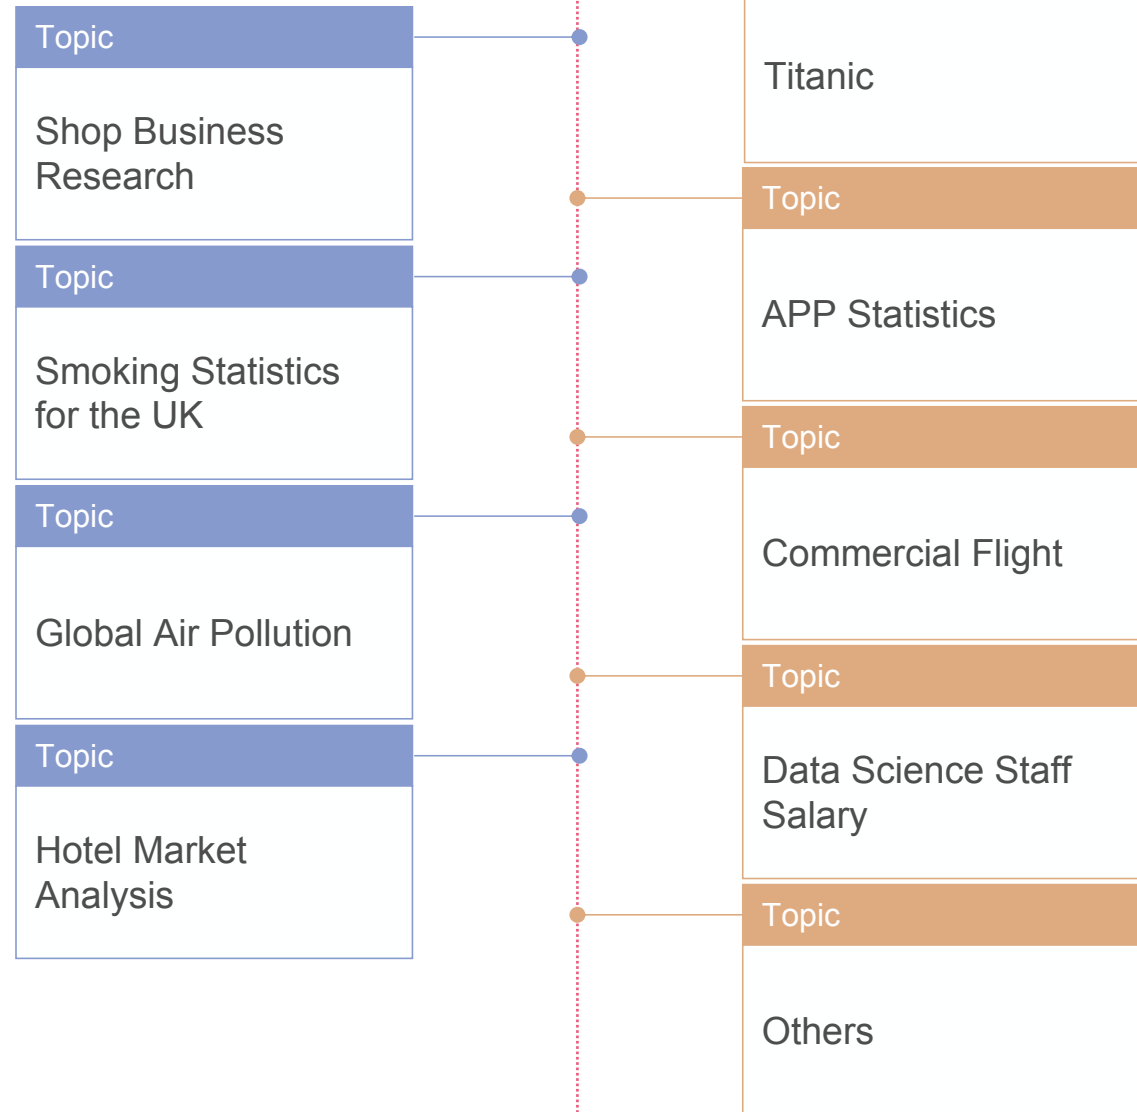 Topic
Shop Business
Research
Topic
Smoking Statistics
for the UK
Topic
Global Air Pollution
Topic
Hotel Market
Analysis
Titanic
Topic
APP Statistics
Topic
Commercial Flight
Topic
Data Science Staff
Salary
Topic
Others